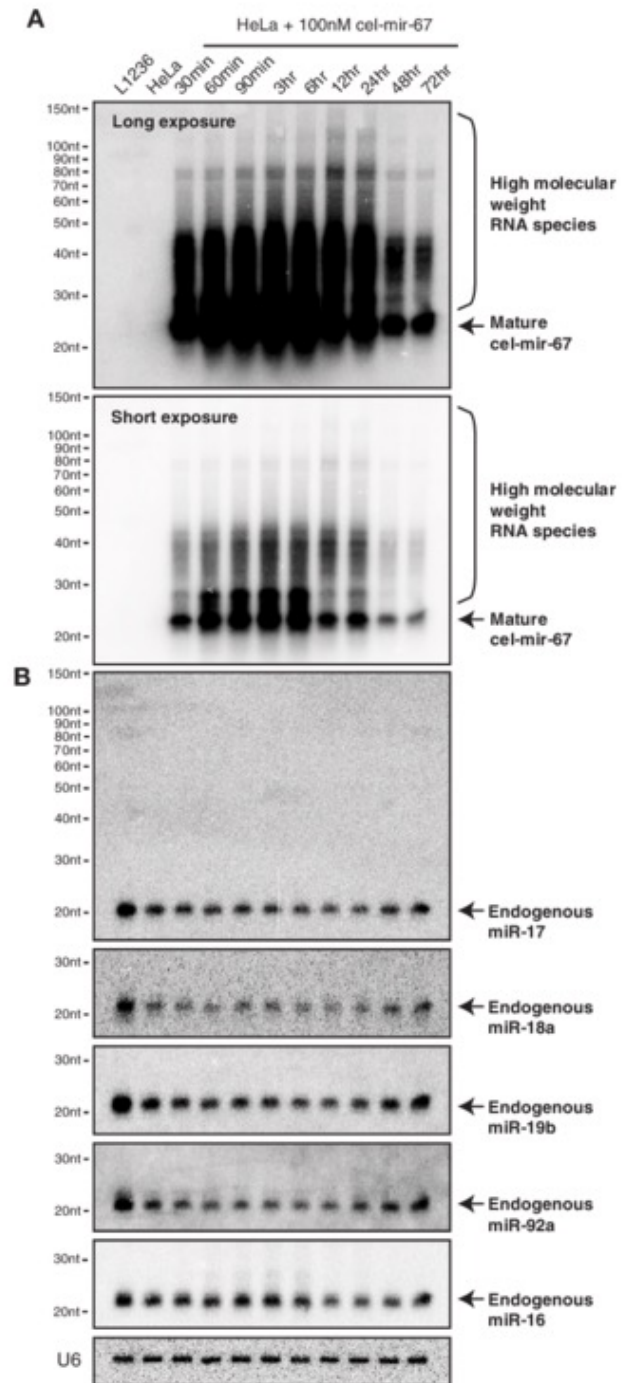 A
HeLa + 100nM cel-mir-67
L1236 HeLa 30min 60min 90min 3hr 6hr 12hr 24hr 48hr 72hr
Long exposure
150nt
100nt
90nt
80nt
70nt
60nt
50nt
40nt
30nt
20nt
High molecular
weight
RNA species
Mature
cel-mir-67
Short exposure
150nt
100nt
90nt
80nt
70nt
60nt
50nt
40nt
30nt
20nt
High molecular
weight
RNA species
Mature
cel-mir-67
B
150nt
100nt
90nt
80nt
70nt
60nt
50nt
40nt
30nt
20nt
Endogenous
miR-17
30nt
20nt
Endogenous
miR-18a
30nt
20nt
Endogenous
miR-19b
30nt
20nt
Endogenous
miR-92a
30nt
20nt
Endogenous
miR-16
U6